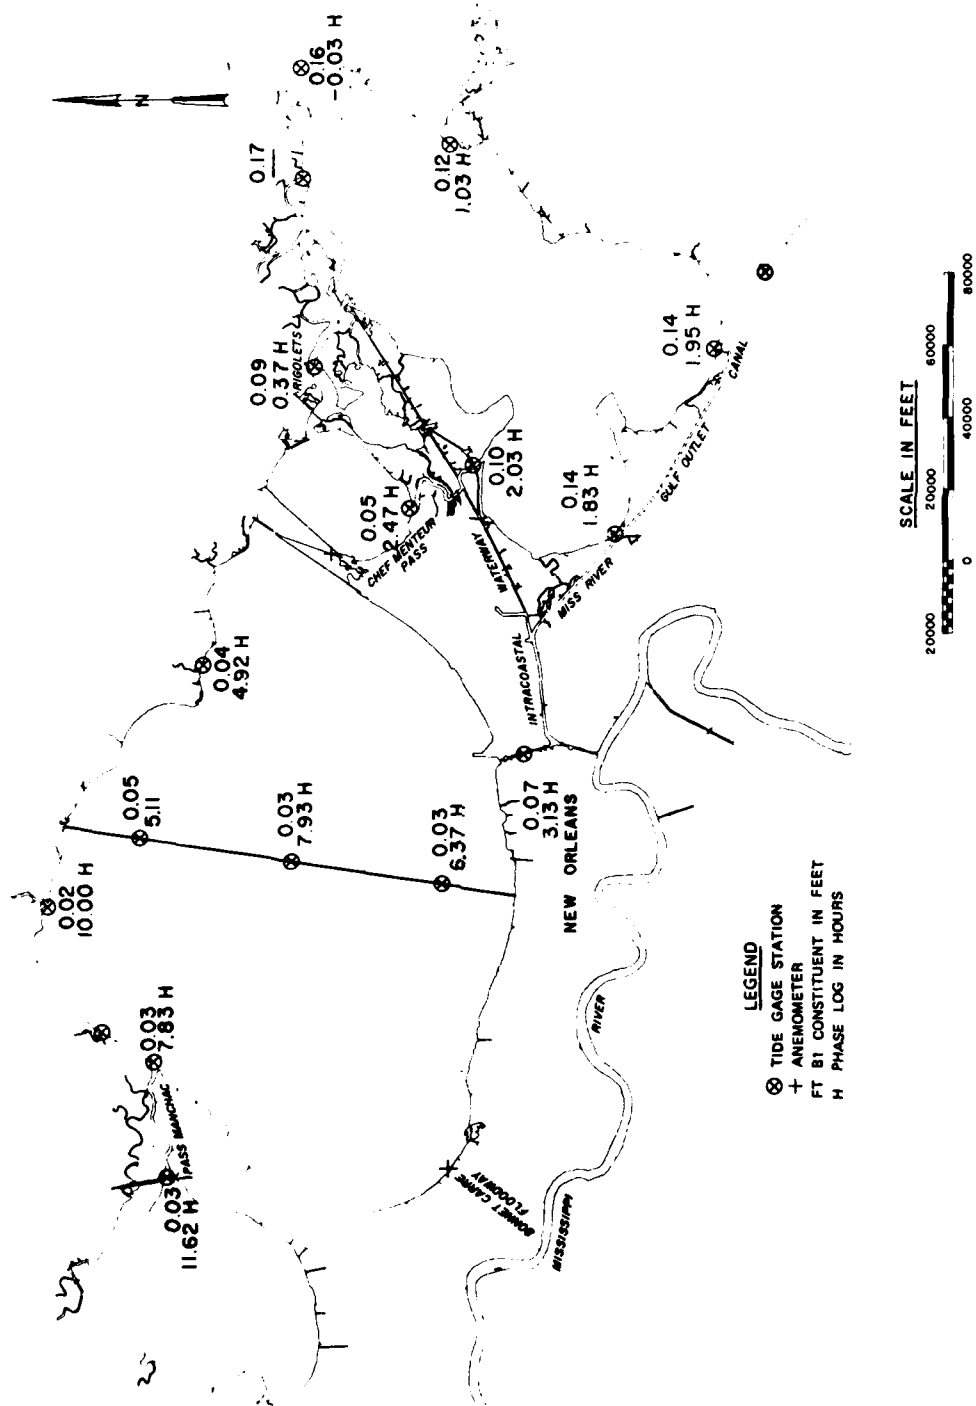 N
0.16
-0.03 H
0.17
0.12
1.03 H
0.09
0.37 H
RIGOLETS
0.14
1.95 H
0.10
2.03 H
0.05
2.47 H
CHEF MENTEUR
PASS
0.14
1.83 H
WATERWAY
INTRACOASTAL
MISS RIVER
GULF OUTLET
CANAL
0.04
4.92 H
0.05
5.11
0.03
7.93 H
0.03
6.37 H
0.07
3.13 H
NEW ORLEANS
0.02
10.00 H
0.03
7.83 H
PASS MANCHAC
0.03
11.62 H
BONNET CARRE
FLOODWAY
MISSISSIPPI
RIVER
LEGEND
⊗ TIDE GAGE STATION
+ ANEMOMETER
FT B1 CONSTITUENT IN FEET
H PHASE LOG IN HOURS
SCALE IN FEET
20000 0 20000 40000 60000 80000